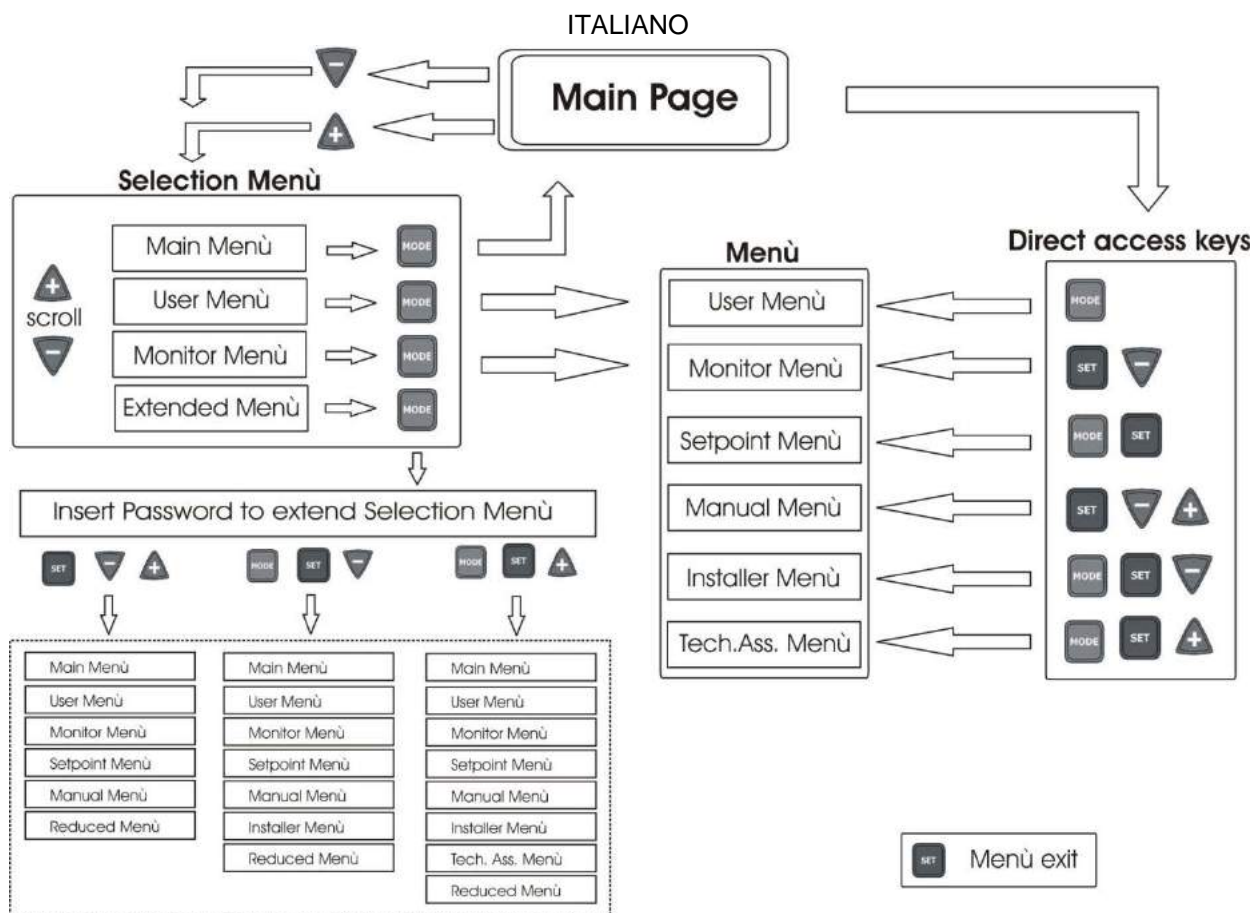 ITALIANO
Main Page
Selection Menù
Main Menù
MODE
User Menù
MODE
Monitor Menù
MODE
Extended Menù
MODE
+
scroll
-
Insert Password to extend Selection Menù
SET - +
MODE SET -
MODE SET +
Main Menù
User Menù
Monitor Menù
Setpoint Menù
Manual Menù
Reduced Menù
Main Menù
User Menù
Monitor Menù
Setpoint Menù
Manual Menù
Installer Menù
Reduced Menù
Main Menù
User Menù
Monitor Menù
Setpoint Menù
Manual Menù
Installer Menù
Tech. Ass. Menù
Reduced Menù
Menù
User Menù
Monitor Menù
Setpoint Menù
Manual Menù
Installer Menù
Tech.Ass. Menù
Direct access keys
MODE
SET -
MODE SET
SET - +
MODE SET -
MODE SET +
SET Menù exit